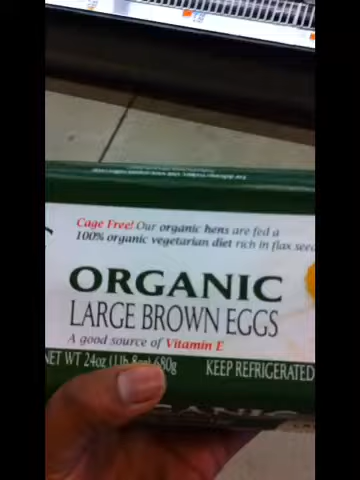 Cage Free! Our organic hens are fed a
100% organic vegetarian diet rich in flax seed
ORGANIC
LARGE BROWN EGGS
A good source of Vitamin E
NET WT 24oz (1lb 8oz) 680g KEEP REFRIGERATED
ORGANIC